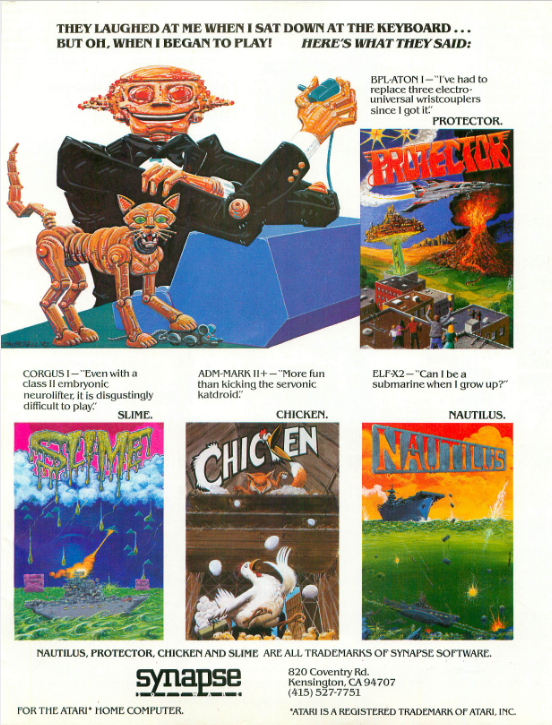 THEY LAUGHED AT ME WHEN I SAT DOWN AT THE KEYBOARD . . .
BUT OH, WHEN I BEGAN TO PLAY! HERE'S WHAT THEY SAID:
BPL-ATON I—"I've had to
replace three electro-
universal wristcouplers
since I got it."
PROTECTOR.
PROTECTOR
CORGUS I—"Even with a
class II embryonic
neurolifter, it is disgustingly
difficult to play."
SLIME.
SLIME
ADM-MARK II+—"More fun
than kicking the servonic
katdroid."
CHICKEN.
CHICKEN
ELF-X2—"Can I be a
submarine when I grow up?"
NAUTILUS.
NAUTILUS
NAUTILUS, PROTECTOR, CHICKEN AND SLIME ARE ALL TRADEMARKS OF SYNAPSE SOFTWARE.
synapse
820 Coventry Rd.
Kensington, CA 94707
(415) 527-7751
FOR THE ATARI* HOME COMPUTER.
*ATARI IS A REGISTERED TRADEMARK OF ATARI, INC.